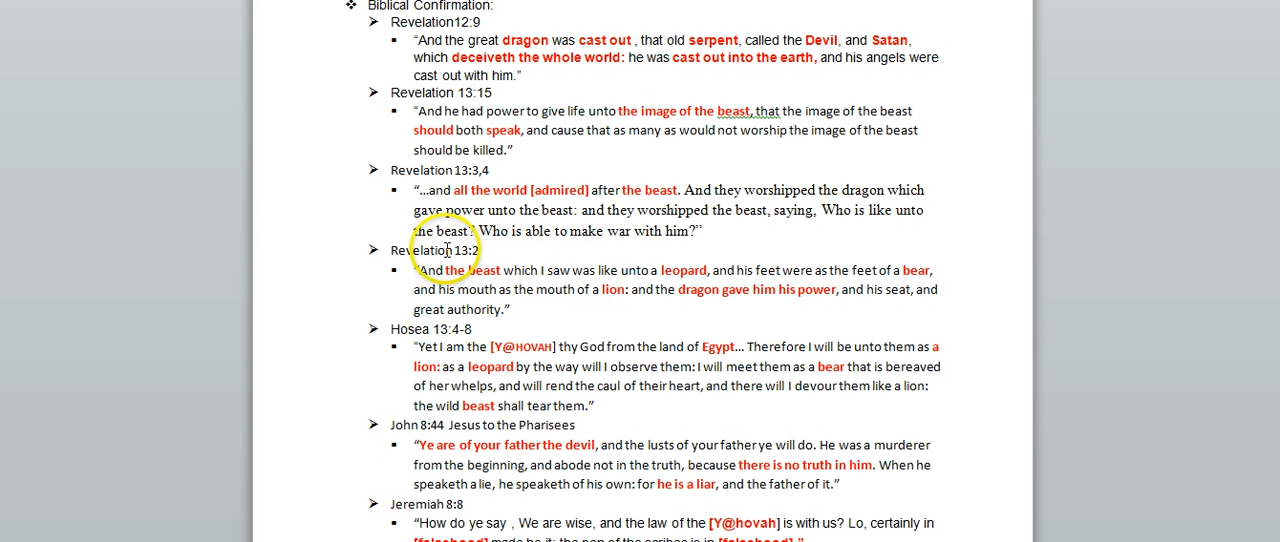 ❖ Biblical Confirmation:
➤ Revelation12:9
▪ “And the great dragon was cast out , that old serpent, called the Devil, and Satan,
which deceiveth the whole world: he was cast out into the earth, and his angels were
cast out with him.”
➤ Revelation 13:15
▪ “And he had power to give life unto the image of the beast, that the image of the beast
should both speak, and cause that as many as would not worship the image of the beast
should be killed.”
➤ Revelation 13:3,4
▪ “…and all the world [admired] after the beast. And they worshipped the dragon which
gave power unto the beast: and they worshipped the beast, saying, Who is like unto
the beast? Who is able to make war with him?”
➤ Revelation 13:2
▪ “And the beast which I saw was like unto a leopard, and his feet were as the feet of a bear,
and his mouth as the mouth of a lion: and the dragon gave him his power, and his seat, and
great authority.”
➤ Hosea 13:4-8
▪ “Yet I am the [Y@HOVAH] thy God from the land of Egypt… Therefore I will be unto them as a
lion: as a leopard by the way will I observe them: I will meet them as a bear that is bereaved
of her whelps, and will rend the caul of their heart, and there will I devour them like a lion:
the wild beast shall tear them.”
➤ John 8:44 Jesus to the Pharisees
▪ “Ye are of your father the devil, and the lusts of your father ye will do. He was a murderer
from the beginning, and abode not in the truth, because there is no truth in him. When he
speaketh a lie, he speaketh of his own: for he is a liar, and the father of it.”
➤ Jeremiah 8:8
▪ “How do ye say , We are wise, and the law of the [Y@hovah] is with us? Lo, certainly in
[falsehood] made he it; the pen of the scribes is in [falsehood].”